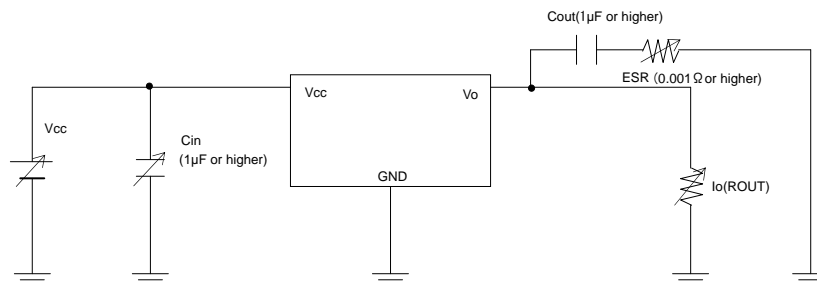 Cout(1µF or higher)
ESR (0.001Ω or higher)
Vcc
Vo
Vcc
Cin
(1µF or higher)
GND
Io(ROUT)